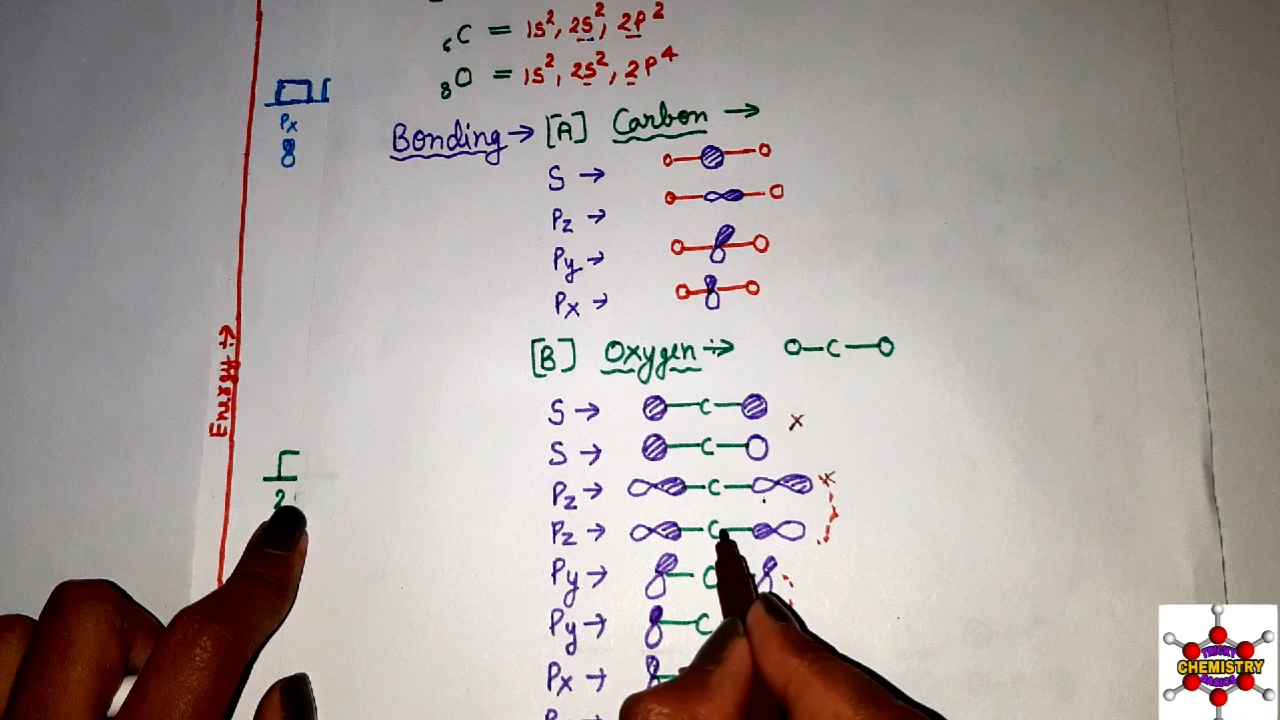 ₆C = 1s², 2s², 2p²
₈O = 1s², 2s², 2p⁴
Bonding → [A] Carbon →
S →
Pz →
Py →
Px →
[B] Oxygen → O-C-O
S → C
S → C
Pz → C
Pz → C
Py → C
Py → C
Px →
Px
Energy →
2
TRICKY
CHEMISTRY
BASICS